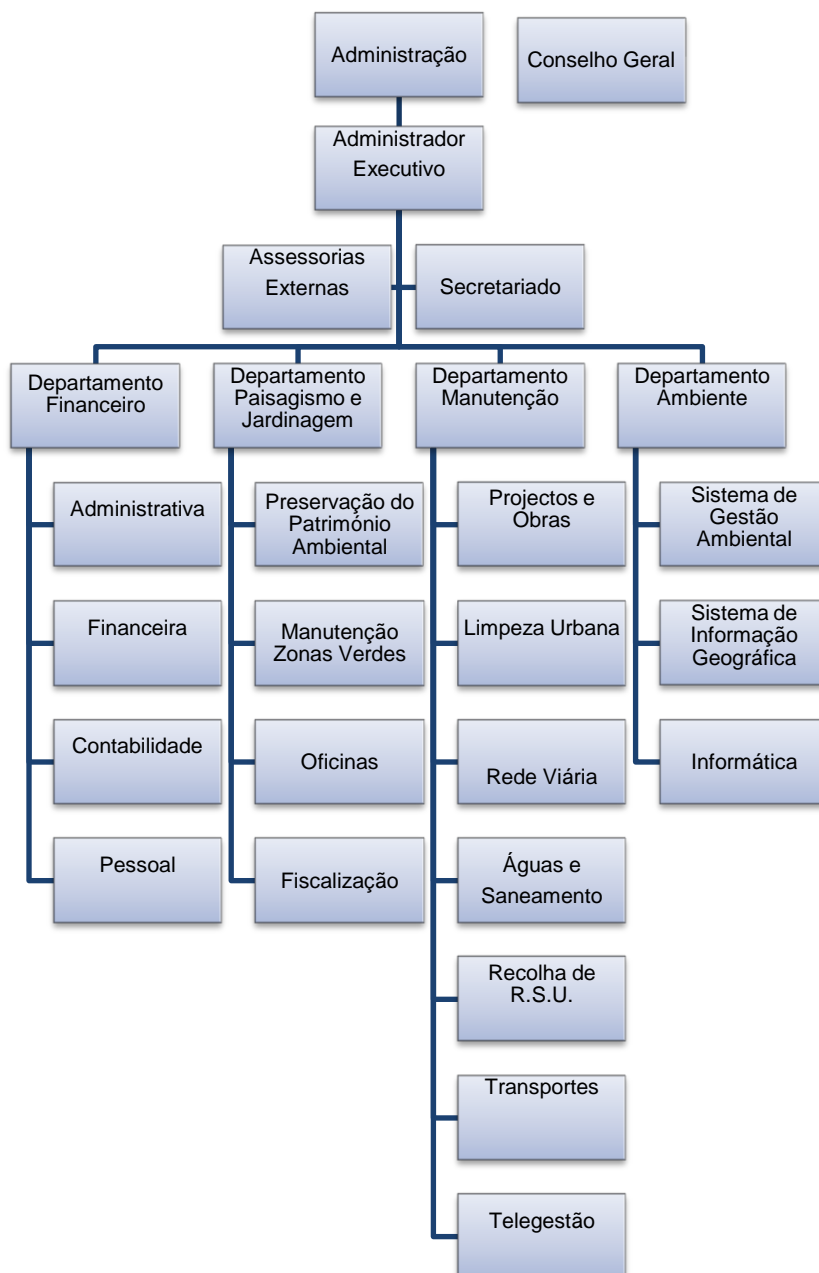 Administração
Conselho Geral
Administrador
Executivo
Assessorias
Externas
Secretariado
Departamento
Financeiro
Departamento
Paisagismo e
Jardinagem
Departamento
Manutenção
Departamento
Ambiente
Administrativa
Preservação do
Património
Ambiental
Projectos e
Obras
Sistema de
Gestão
Ambiental
Financeira
Manutenção
Zonas Verdes
Limpeza Urbana
Sistema de
Informação
Geográfica
Contabilidade
Oficinas
Rede Viária
Informática
Pessoal
Fiscalização
Águas e
Saneamento
Recolha de
R.S.U.
Transportes
Telegestão